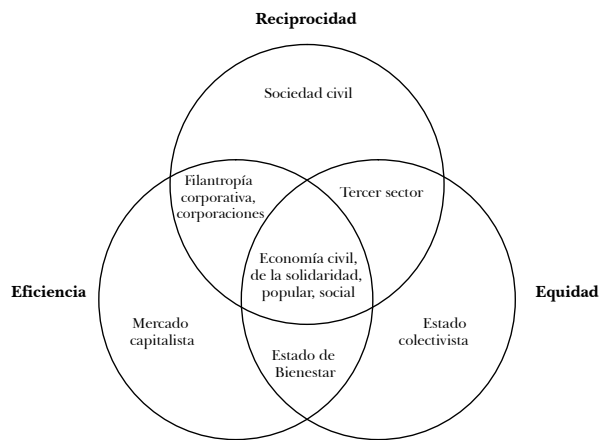 Reciprocidad
Sociedad civil
Filantropía
corporativa,
corporaciones
Tercer sector
Economía civil,
de la solidaridad,
popular, social
Eficiencia
Equidad
Mercado
capitalista
Estado
colectivista
Estado de
Bienestar